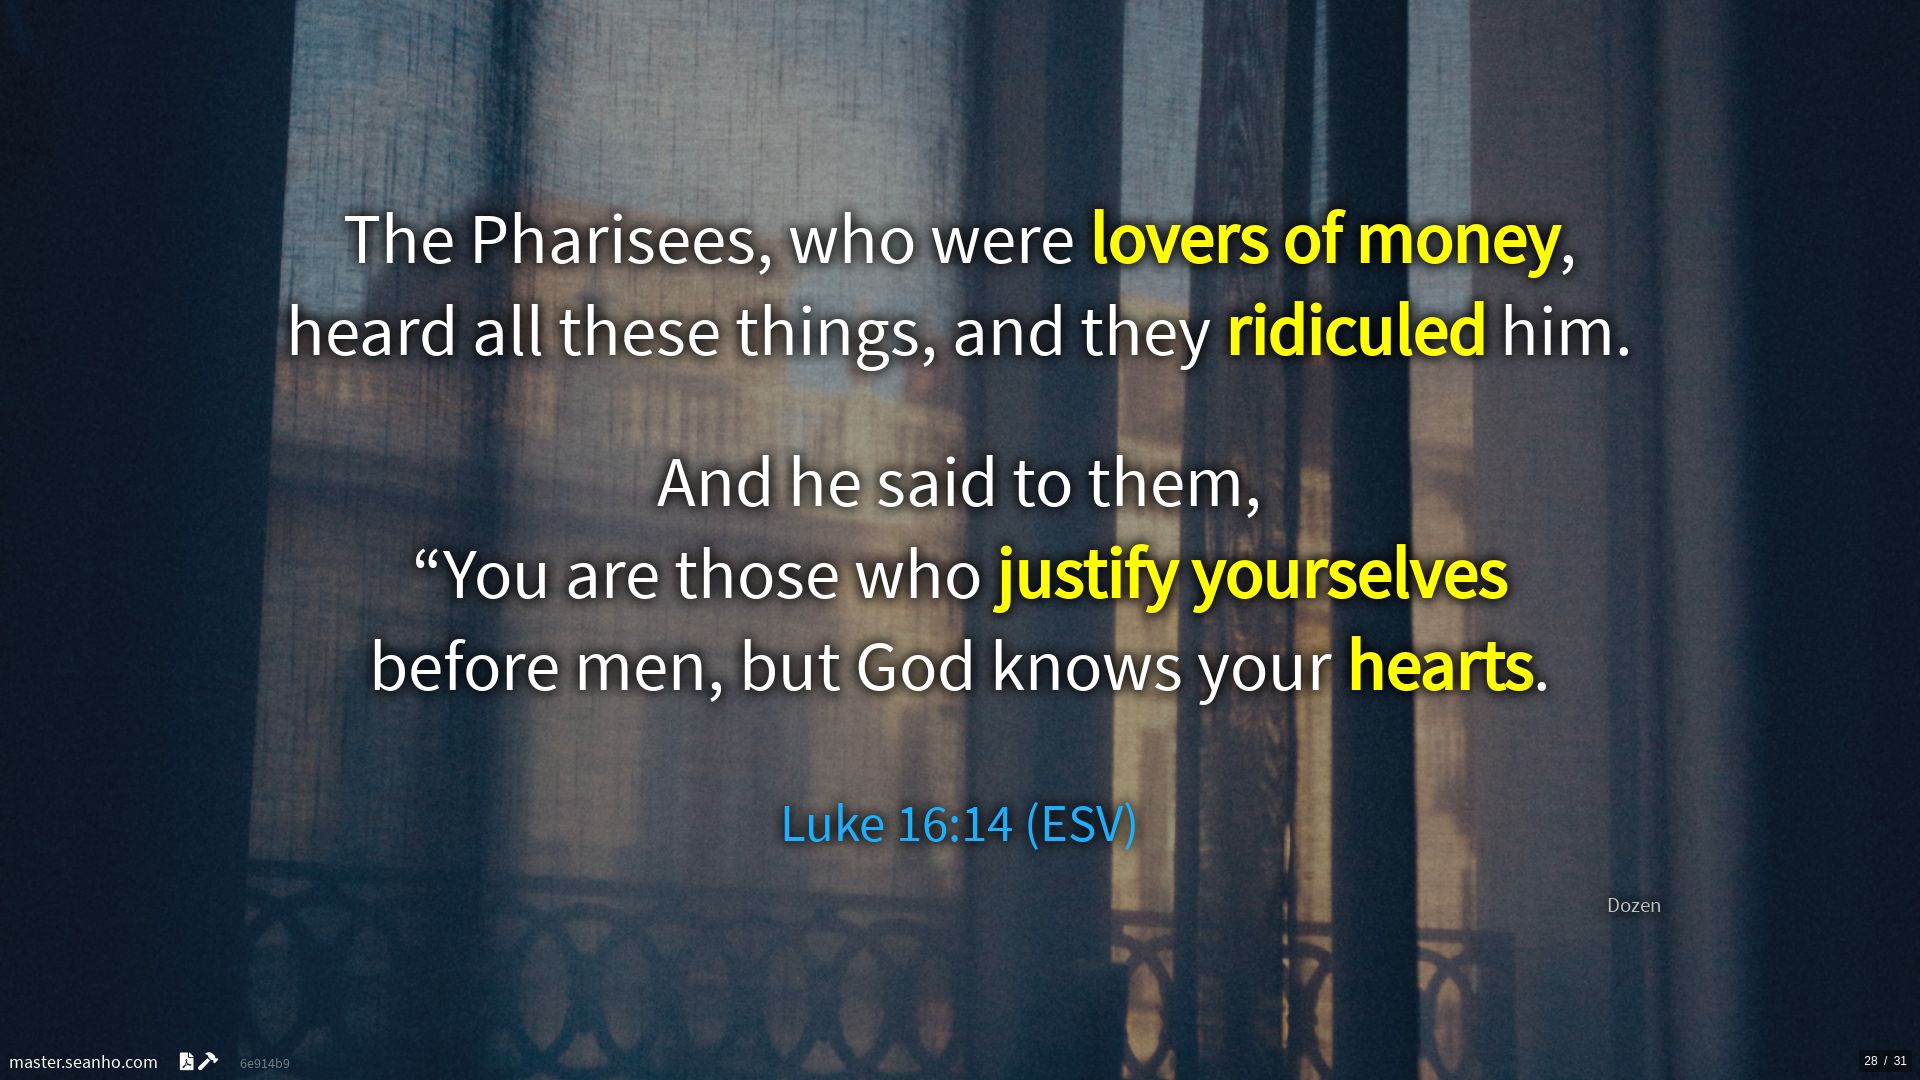 The Pharisees, who were lovers of money,
heard all these things, and they ridiculed him.
And he said to them,
“You are those who justify yourselves
before men, but God knows your hearts.
Luke 16:14 (ESV)
Dozen
master.seanho.com 6e914b9
28 / 31